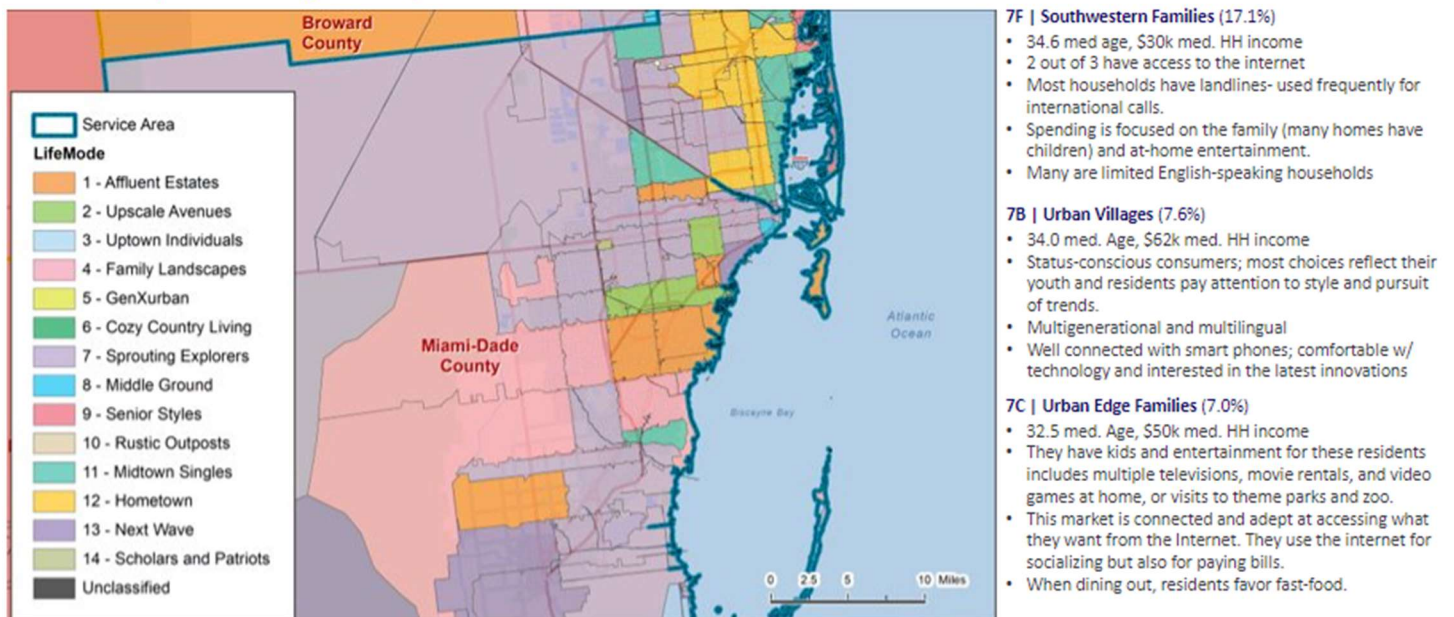 Broward
County
Service Area
LifeMode
1 - Affluent Estates
2 - Upscale Avenues
3 - Uptown Individuals
4 - Family Landscapes
5 - GenXurban
6 - Cozy Country Living
7 - Sprouting Explorers
8 - Middle Ground
9 - Senior Styles
10 - Rustic Outposts
11 - Midtown Singles
12 - Hometown
13 - Next Wave
14 - Scholars and Patriots
Unclassified
Miami-Dade
County
Atlantic
Ocean
Biscayne Bay
0 2.5 5 10 Miles
7F | Southwestern Families (17.1%)
• 34.6 med age, $30k med. HH income
• 2 out of 3 have access to the internet
• Most households have landlines- used frequently for
international calls.
• Spending is focused on the family (many homes have
children) and at-home entertainment.
• Many are limited English-speaking households
7B | Urban Villages (7.6%)
• 34.0 med. Age, $62k med. HH income
• Status-conscious consumers; most choices reflect their
youth and residents pay attention to style and pursuit
of trends.
• Multigenerational and multilingual
• Well connected with smart phones; comfortable w/
technology and interested in the latest innovations
7C | Urban Edge Families (7.0%)
• 32.5 med. Age, $50k med. HH income
• They have kids and entertainment for these residents
includes multiple televisions, movie rentals, and video
games at home, or visits to theme parks and zoo.
• This market is connected and adept at accessing what
they want from the Internet. They use the internet for
socializing but also for paying bills.
• When dining out, residents favor fast-food.